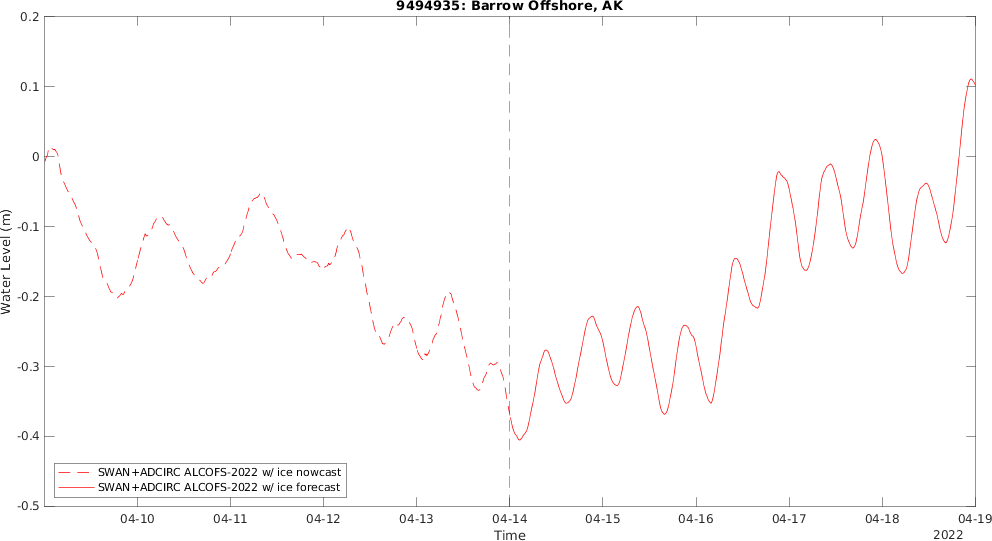 9494935: Barrow Offshore, AK
0.2
0.1
0
-0.1
-0.2
-0.3
-0.4
-0.5
Water Level (m)
SWAN+ADCIRC ALCOFS-2022 w/ ice nowcast
SWAN+ADCIRC ALCOFS-2022 w/ ice forecast
04-10 04-11 04-12 04-13 04-14 04-15 04-16 04-17 04-18 04-19
Time
2022